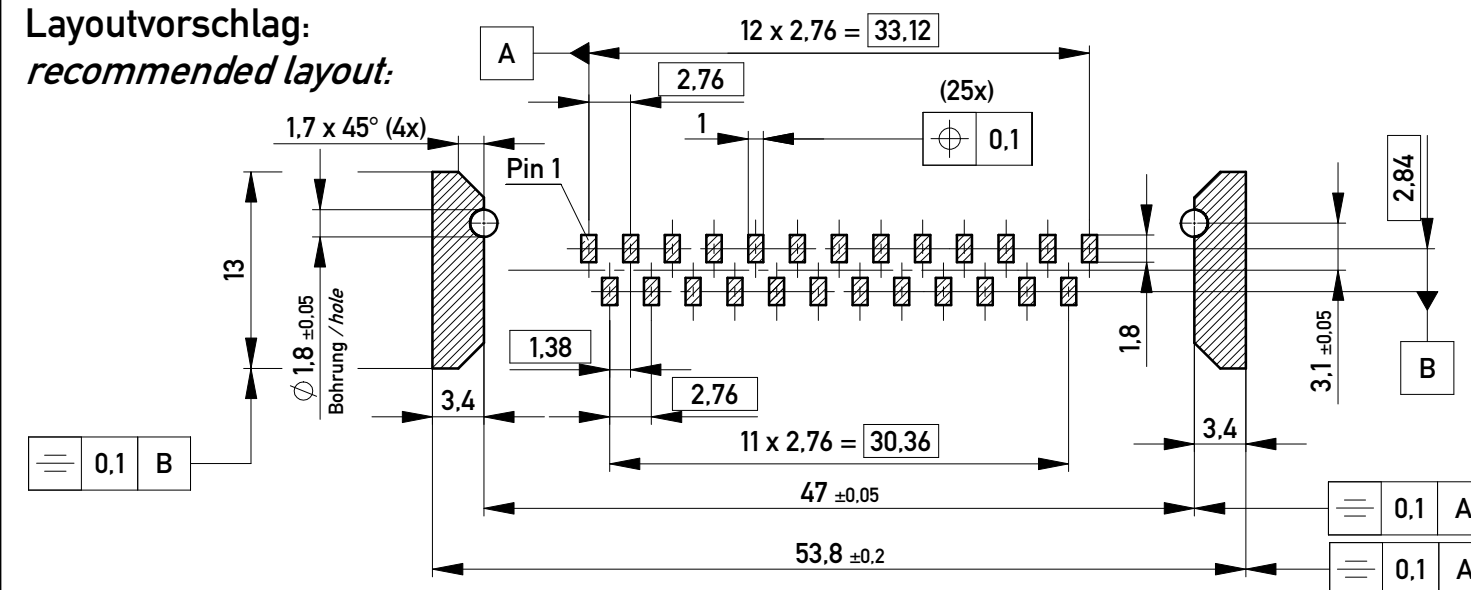 Layoutvorschlag:
recommended layout:
A
12 x 2,76 = 33,12
2,76
(25x)
1,7 x 45° (4x)
1
⌖ 0,1
Pin 1
2,84
13
⌀ 1,8 ±0,05
Bohrung / hole
1,38
1,8
3,1 ±0,05
B
3,4
2,76
3,4
11 x 2,76 = 30,36
⌯ 0,1 B
47 ±0,05
⌯ 0,1 A
53,8 ±0,2
⌯ 0,1 A